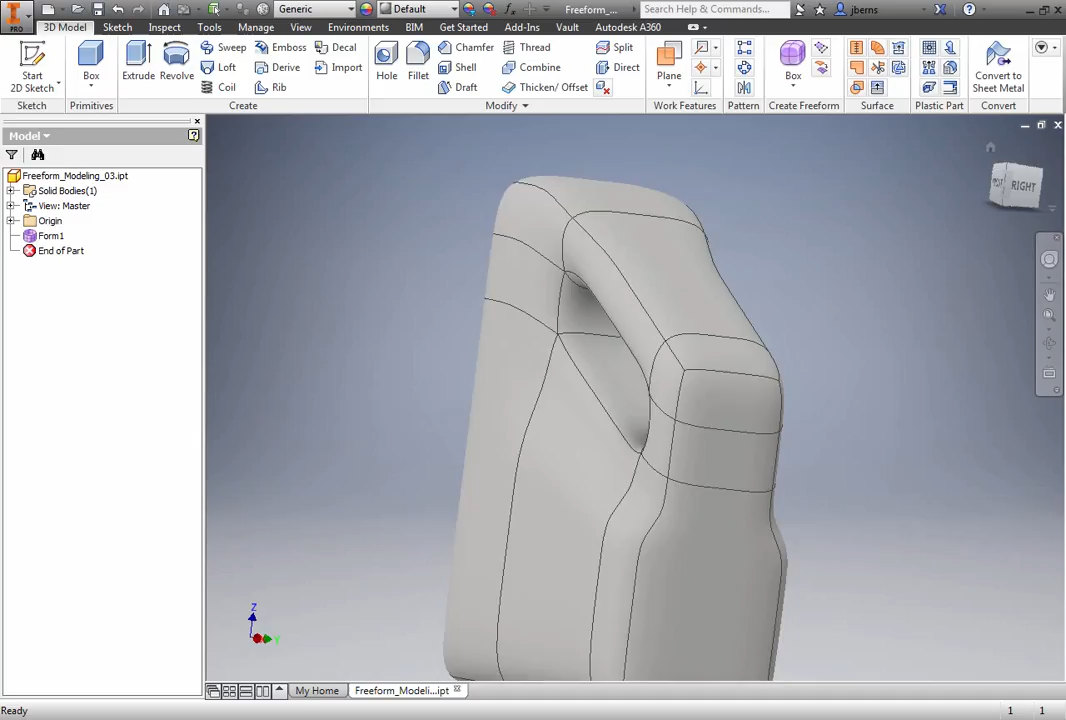 PRO
Generic
Default
Freeform_...
Search Help & Commands...
jberns
3D Model
Sketch
Inspect
Tools
Manage
View
Environments
BIM
Get Started
Add-Ins
Vault
Autodesk A360
Start
2D Sketch
Box
Extrude
Revolve
Sweep
Emboss
Decal
Loft
Derive
Import
Coil
Rib
Hole
Fillet
Chamfer
Thread
Split
Shell
Combine
Direct
Draft
Thicken/ Offset
Plane
Box
Convert to
Sheet Metal
Sketch
Primitives
Create
Modify
Work Features
Pattern
Create Freeform
Surface
Plastic Part
Convert
Model
Freeform_Modeling_03.ipt
Solid Bodies(1)
View: Master
Origin
Form1
End of Part
RIGHT
Z
Y
My Home
Freeform_Modeli...ipt
Ready
1
1